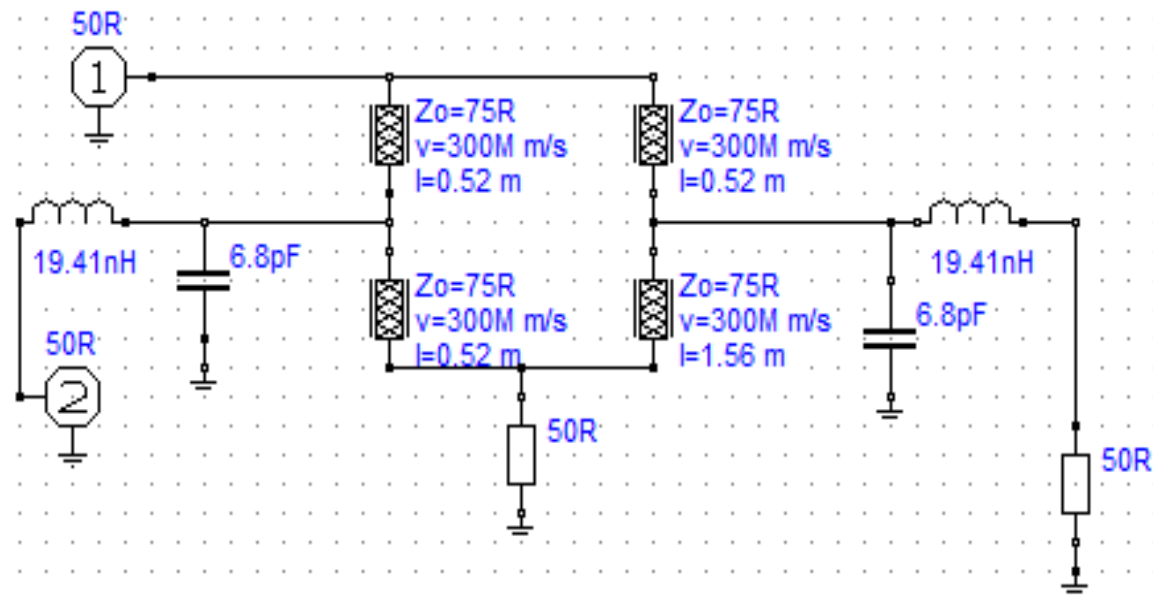 50R
1
Zo=75R
v=300M m/s
l=0.52 m
Zo=75R
v=300M m/s
l=0.52 m
19.41nH
6.8pF
19.41nH
Zo=75R
v=300M m/s
l=0.52 m
Zo=75R
v=300M m/s
l=1.56 m
6.8pF
50R
2
50R
50R